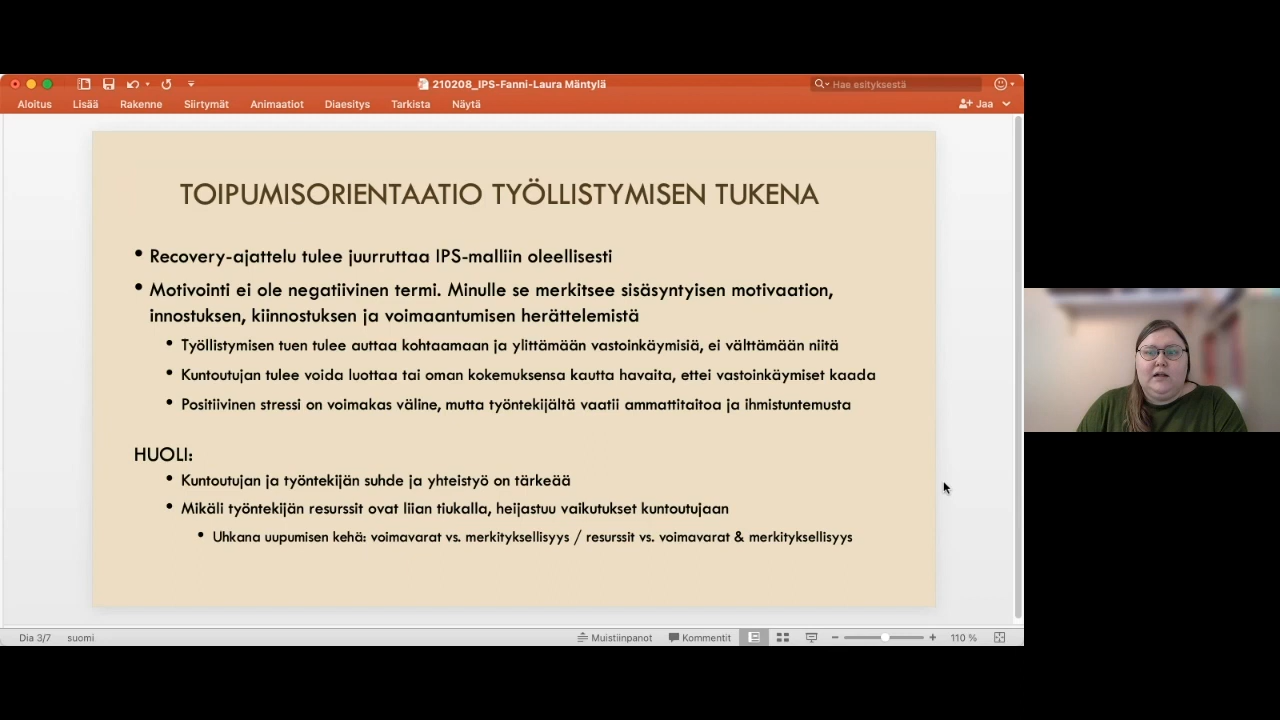 210208_IPS-Fanni-Laura Mäntylä
Hae esityksestä
Aloitus Lisää Rakenne Siirtymät Animaatiot Diaesitys Tarkista Näytä Jaa
TOIPUMISORIENTAATIO TYÖLLISTYMISEN TUKENA
• Recovery-ajattelu tulee juurruttaa IPS-malliin oleellisesti
• Motivointi ei ole negatiivinen termi. Minulle se merkitsee sisäsyntyisen motivaation,
innostuksen, kiinnostuksen ja voimaantumisen herättelemistä
• Työllistymisen tuen tulee auttaa kohtaamaan ja ylittämään vastoinkäymisiä, ei välttämään niitä
• Kuntoutujan tulee voida luottaa tai oman kokemuksensa kautta havaita, ettei vastoinkäymiset kaada
• Positiivinen stressi on voimakas väline, mutta työntekijältä vaatii ammattitaitoa ja ihmistuntemusta
HUOLI:
• Kuntoutujan ja työntekijän suhde ja yhteistyö on tärkeää
• Mikäli työntekijän resurssit ovat liian tiukalla, heijastuu vaikutukset kuntoutujaan
• Uhkana uupumisen kehä: voimavarat vs. merkityksellisyys / resurssit vs. voimavarat & merkityksellisyys
Dia 3/7 suomi Muistiinpanot Kommentit 110 %